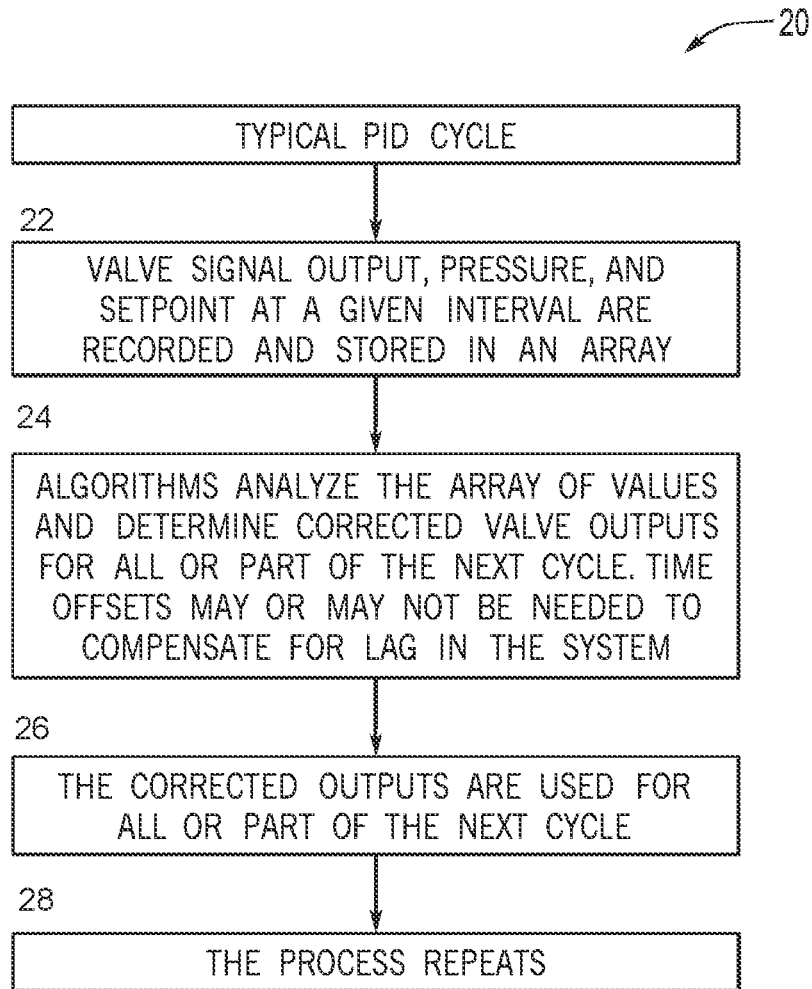 20
TYPICAL PID CYCLE
22
VALVE SIGNAL OUTPUT, PRESSURE, AND
SETPOINT AT A GIVEN INTERVAL ARE
RECORDED AND STORED IN AN ARRAY
24
ALGORITHMS ANALYZE THE ARRAY OF VALUES
AND DETERMINE CORRECTED VALVE OUTPUTS
FOR ALL OR PART OF THE NEXT CYCLE. TIME
OFFSETS MAY OR MAY NOT BE NEEDED TO
COMPENSATE FOR LAG IN THE SYSTEM
26
THE CORRECTED OUTPUTS ARE USED FOR
ALL OR PART OF THE NEXT CYCLE
28
THE PROCESS REPEATS